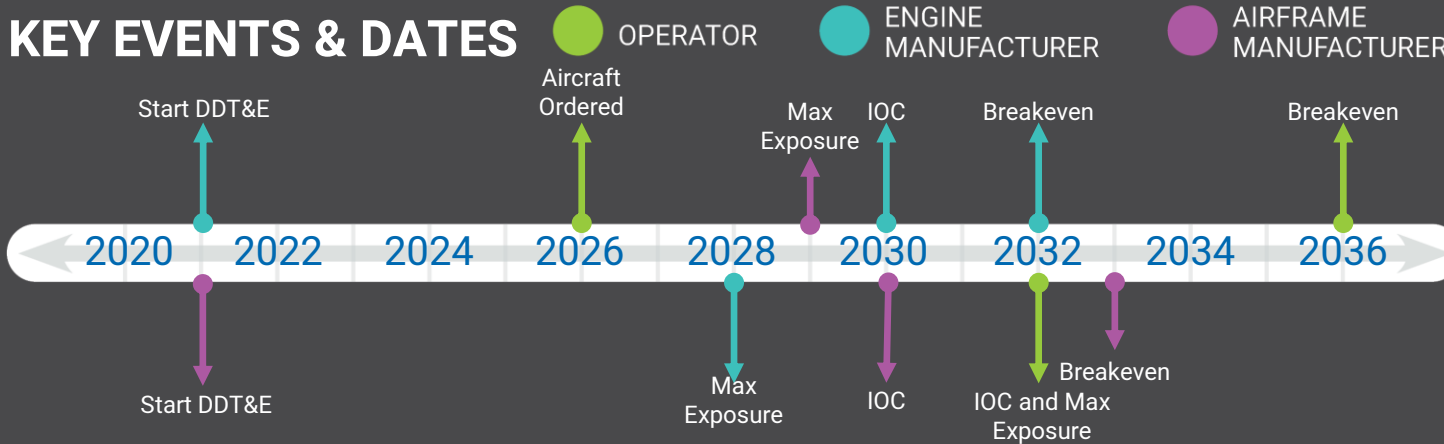 KEY EVENTS & DATES
OPERATOR
ENGINE
MANUFACTURER
AIRFRAME
MANUFACTURER
Start DDT&E
Aircraft
Ordered
Max
Exposure
IOC
Breakeven
Breakeven
2020 2022 2024 2026 2028 2030 2032 2034 2036
Start DDT&E
Max
Exposure
IOC
IOC and Max
Exposure
Breakeven